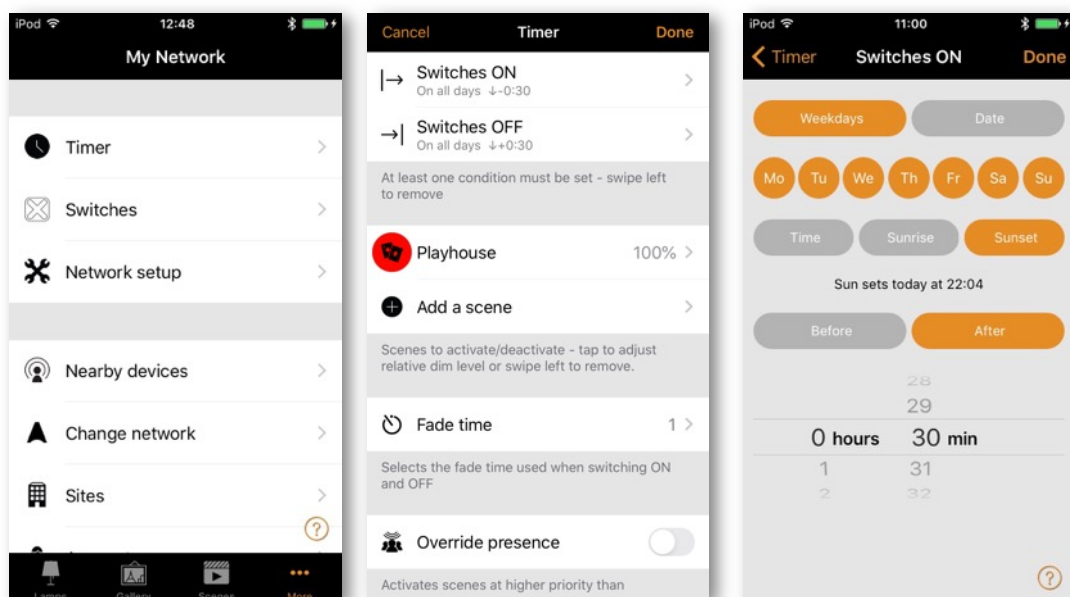 iPod 12:48
My Network
Timer
Switches
Network setup
Nearby devices
Change network
Sites
?
Lamps Gallery Scenes More
Cancel Timer Done
Switches ON
On all days ↓-0:30
Switches OFF
On all days ↓+0:30
At least one condition must be set - swipe left
to remove
Playhouse 100%
Add a scene
Scenes to activate/deactivate - tap to adjust
relative dim level or swipe left to remove.
Fade time 1
Selects the fade time used when switching ON
and OFF
Override presence
Activates scenes at higher priority than
iPod 11:00
Timer Switches ON Done
Weekdays Date
Mo Tu We Th Fr Sa Su
Time Sunrise Sunset
Sun sets today at 22:04
Before After
28
29
0 hours 30 min
1 31
2 32
?